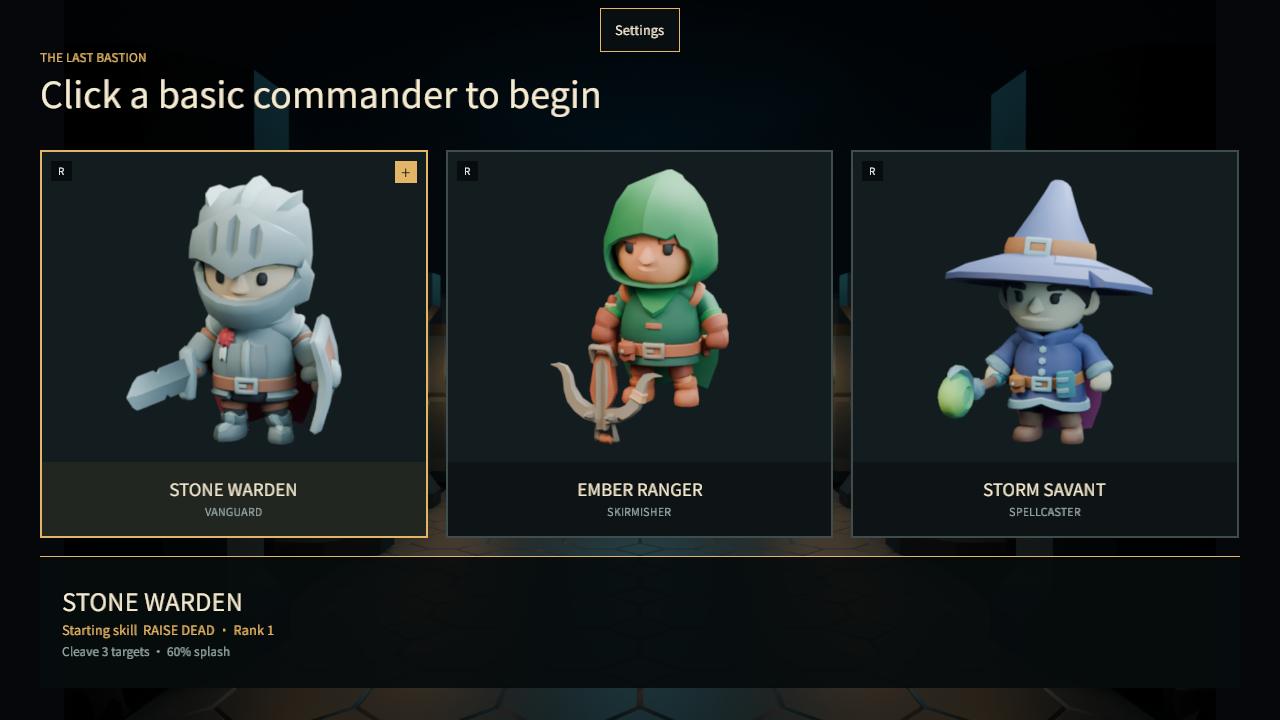 Settings
THE LAST BASTION
Click a basic commander to begin
R
+
R
R
STONE WARDEN
VANGUARD
EMBER RANGER
SKIRMISHER
STORM SAVANT
SPELLCASTER
STONE WARDEN
Starting skill RAISE DEAD • Rank 1
Cleave 3 targets • 60% splash